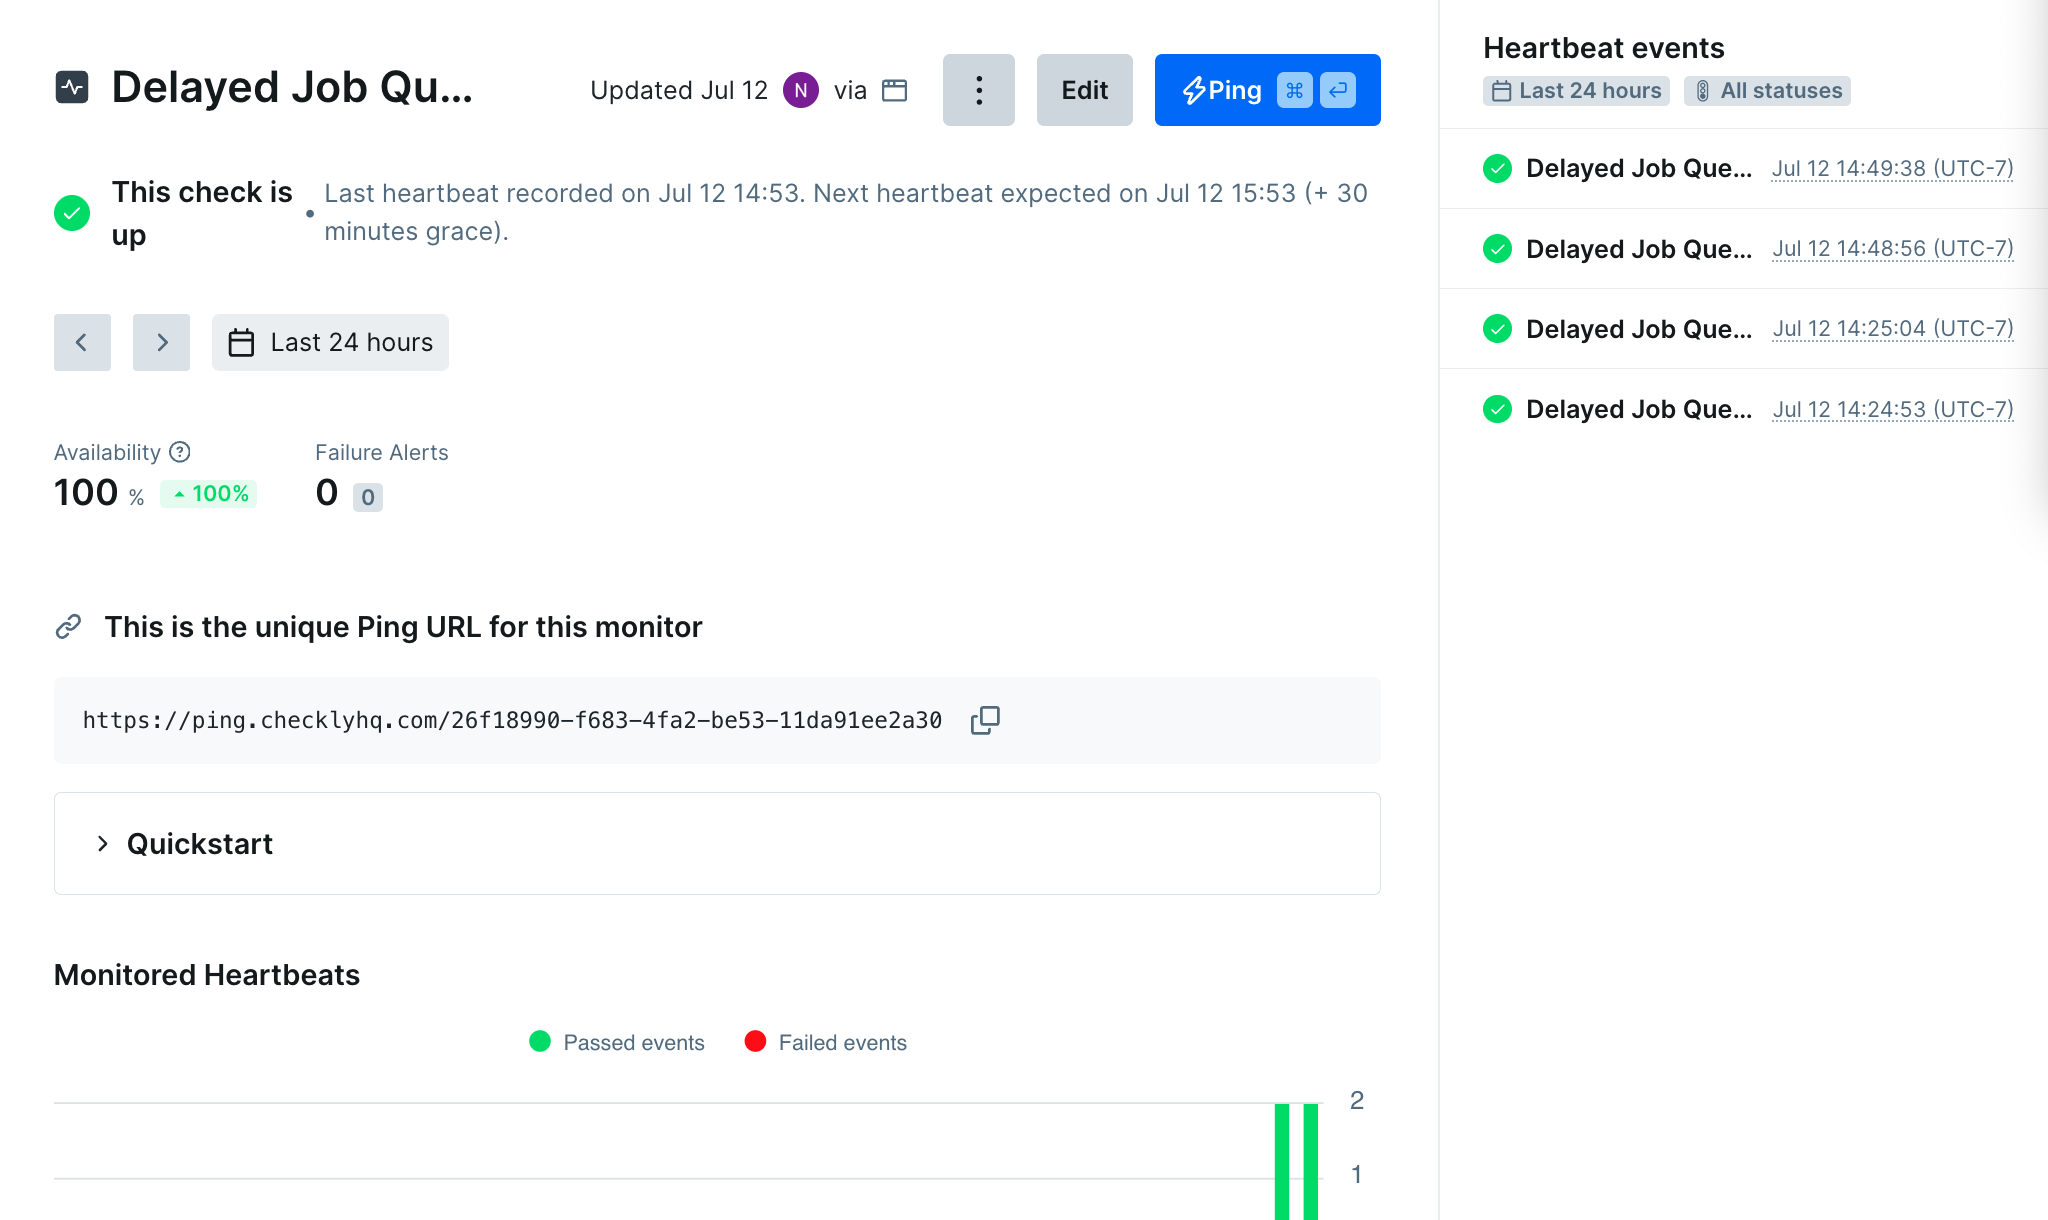 Delayed Job Qu...
Updated Jul 12 N via
Edit
Ping ⌘
This check is
up
• Last heartbeat recorded on Jul 12 14:53. Next heartbeat expected on Jul 12 15:53 (+ 30
minutes grace).
Last 24 hours
Availability ?
100 % 100%
Failure Alerts
0 0
This is the unique Ping URL for this monitor
https://ping.checklyhq.com/26f18990-f683-4fa2-be53-11da91ee2a30
Quickstart
Monitored Heartbeats
Passed events
Failed events
2
1
Heartbeat events
Last 24 hours
All statuses
Delayed Job Que... Jul 12 14:49:38 (UTC-7)
Delayed Job Que... Jul 12 14:48:56 (UTC-7)
Delayed Job Que... Jul 12 14:25:04 (UTC-7)
Delayed Job Que... Jul 12 14:24:53 (UTC-7)